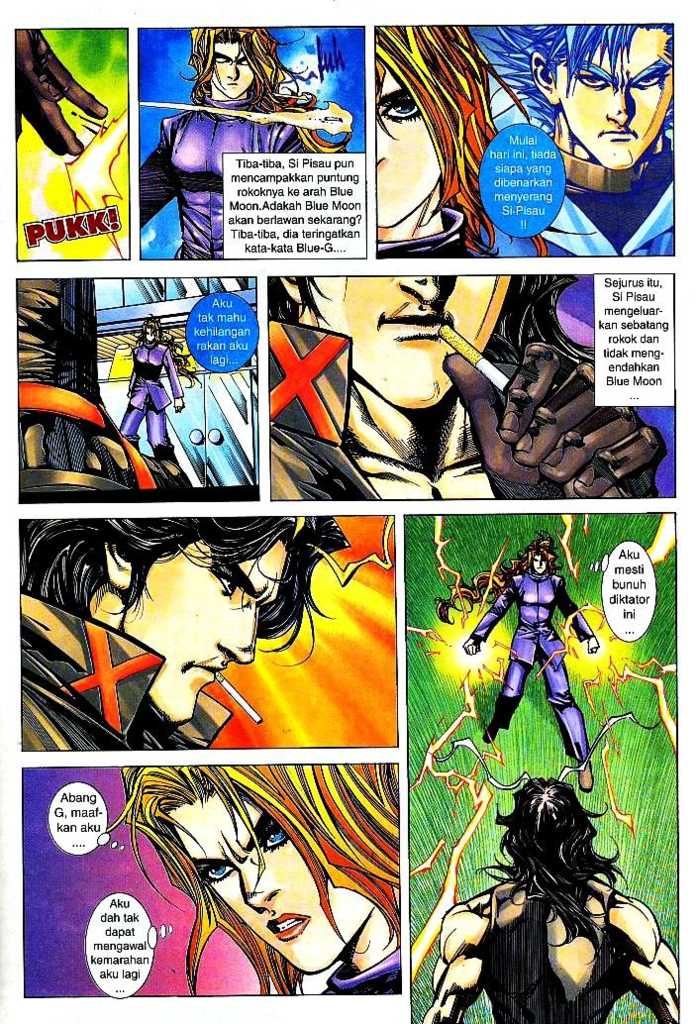 PUKK!
Tiba-tiba, Si Pisau pun
mencampakkan puntung
rokoknya ke arah Blue
Moon.Adakah Blue Moon
akan berlawan sekarang?
Tiba-tiba, dia teringatkan
kata-kata Blue-G....
Mulai
hari ini, tiada
siapa yang
dibenarkan
menyerang
Si-Pisau
!!
Aku
tak mahu
kehilangan
rakan aku
lagi...
Sejurus itu,
Si Pisau
mengeluar-
kan sebatang
rokok dan
tidak meng-
endahkan
Blue Moon
...
Aku
mesti
bunuh
diktator
ini
...
Abang
G, maaf-
kan aku
....
Aku
dah tak
dapat
mengawal
kemarahan
aku lagi
...